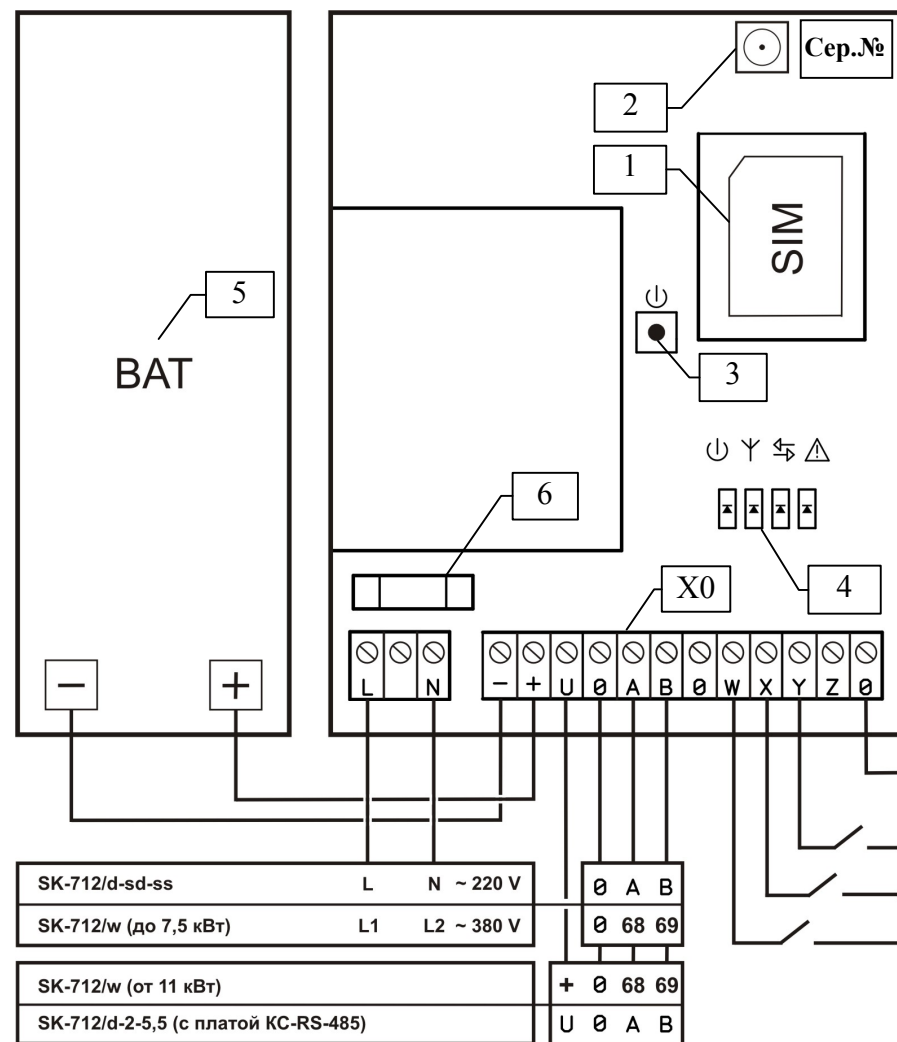 2
Сер.№
1
SIM
5
BAT
3
6
X0
4
L N
− + U 0 A B 0 W X Y Z 0
− +
SK-712/d-sd-ss L N ~ 220 V 0 A B
SK-712/w (до 7,5 кВт) L1 L2 ~ 380 V 0 68 69
SK-712/w (от 11 кВт) + 0 68 69
SK-712/d-2-5,5 (с платой КС-RS-485) U 0 A B